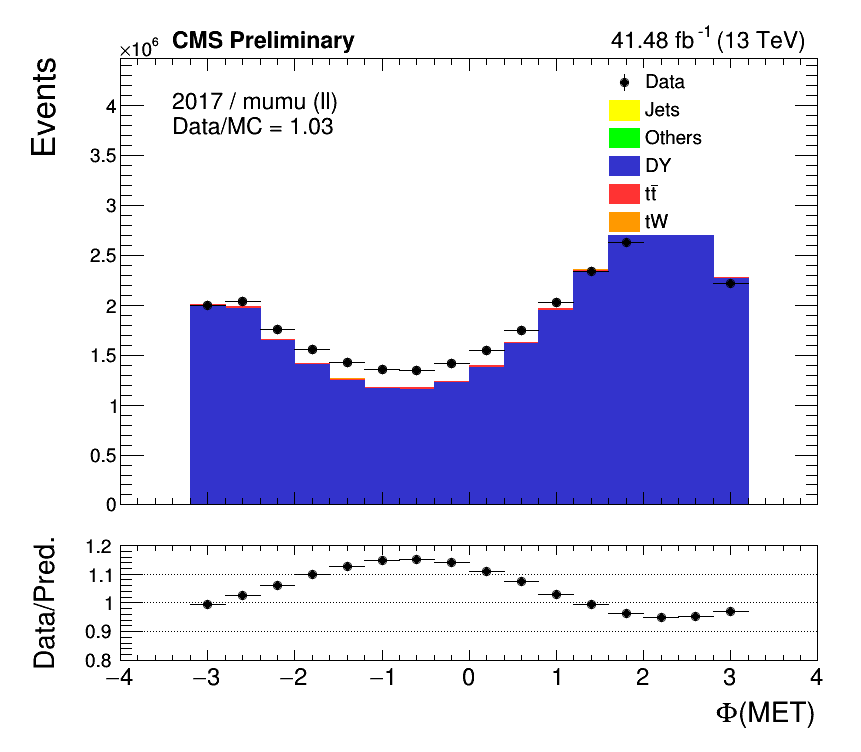 ×10⁶ CMS Preliminary 41.48 fb⁻¹ (13 TeV)
Events
2017 / mumu (ll)
Data/MC = 1.03
Data
Jets
Others
DY
tt̄
tW
4
3.5
3
2.5
2
1.5
1
0.5
0
Data/Pred.
1.2
1.1
1
0.9
0.8
−4 −3 −2 −1 0 1 2 3 4
Φ(MET)